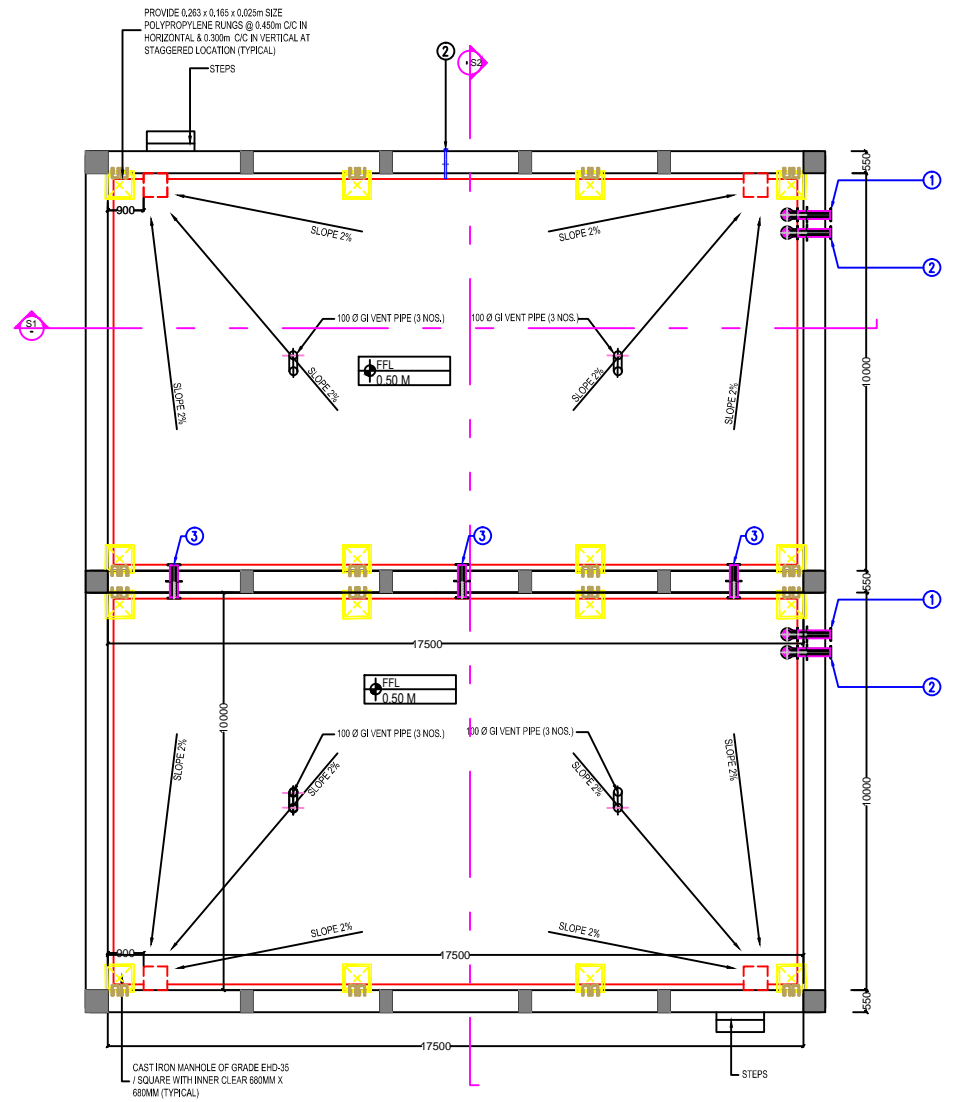 PROVIDE 0.263 x 0.165 x 0.025m SIZE
POLYPROPYLENE RUNGS @ 0.450m C/C IN
HORIZONTAL & 0.300m C/C IN VERTICAL AT
STAGGERED LOCATION (TYPICAL)
STEPS
2
S2
550
900
1
SLOPE 2%
SLOPE 2%
2
S1
100 Ø GI VENT PIPE (3 NOS.)
100 Ø GI VENT PIPE (3 NOS.)
FFL
0.50 M
SLOPE 2%
SLOPE 2%
SLOPE 2%
SLOPE 2%
10000
3
3
3
550
1
17500
FFL
0.50 M
2
10000
100 Ø GI VENT PIPE (3 NOS.)
100 Ø GI VENT PIPE (3 NOS.)
SLOPE 2%
SLOPE 2%
SLOPE 2%
SLOPE 2%
10000
SLOPE 2%
SLOPE 2%
900
17500
550
17500
CAST IRON MANHOLE OF GRADE EHD-35
/ SQUARE WITH INNER CLEAR 680MM X
680MM (TYPICAL)
STEPS